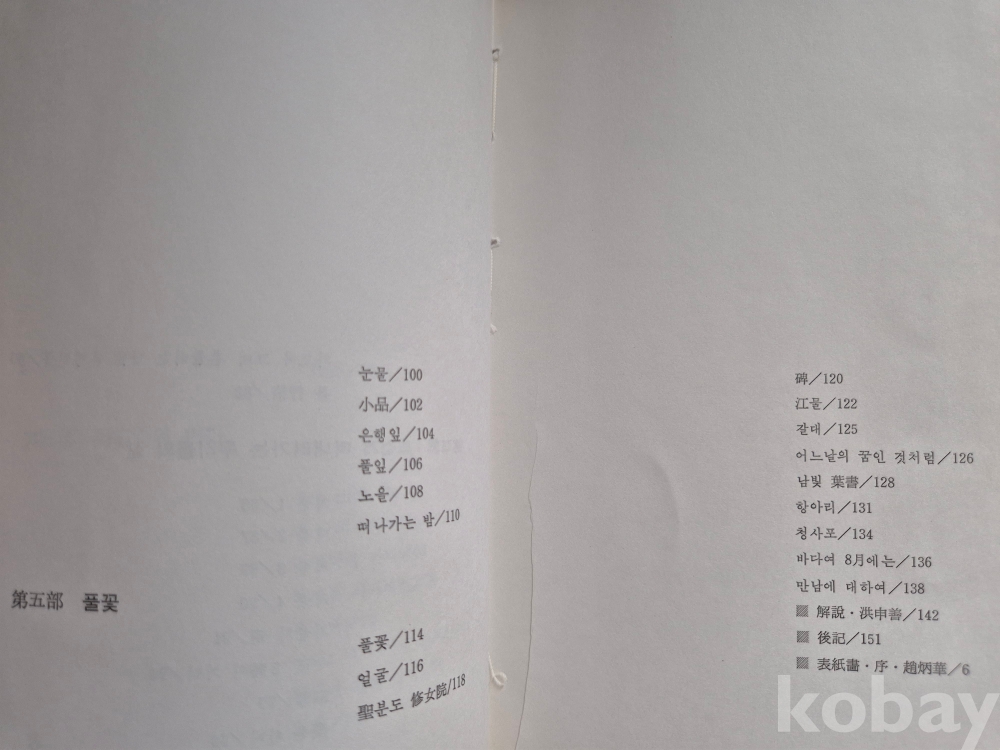 눈물/100
小品/102
은행잎/104
풀잎/106
노을/108
떠나가는 밤/110
第五部 풀꽃
풀꽃/114
얼굴/116
聖분도 修女院/118
碑/120
江물/122
갈대/125
어느날의 꿈인 것처럼/126
남빛 葉書/128
항아리/131
청사포/134
바다여 8月에는/136
만남에 대하여/138
▨ 解說·洪申善/142
▨ 後記/151
▨ 表紙畵·序·趙炳華/6
kobay